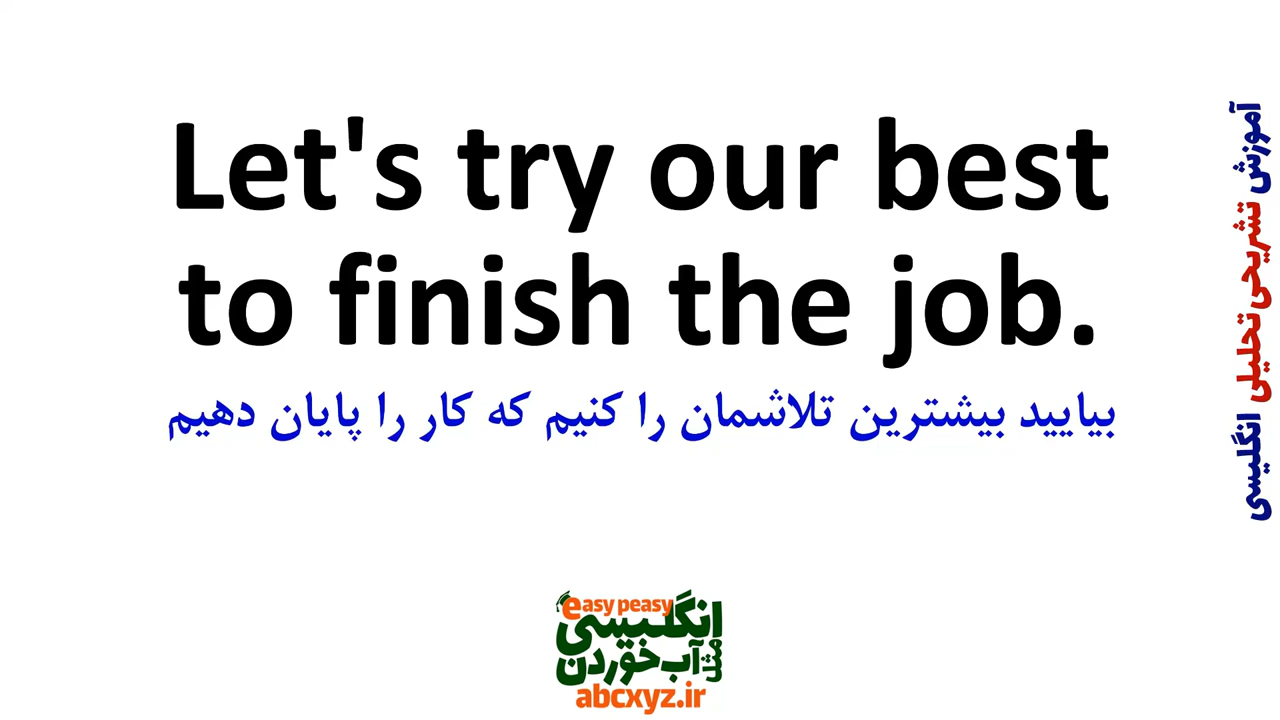 Let's try our best
to finish the job.
بیایید بیشترین تلاشمان را کنیم که کار را پایان دهیم
آموزش تشریحی تحلیلی انگلیسی
easy peasy
انگلیسی
مثل آب خوردن
abcxyz.ir